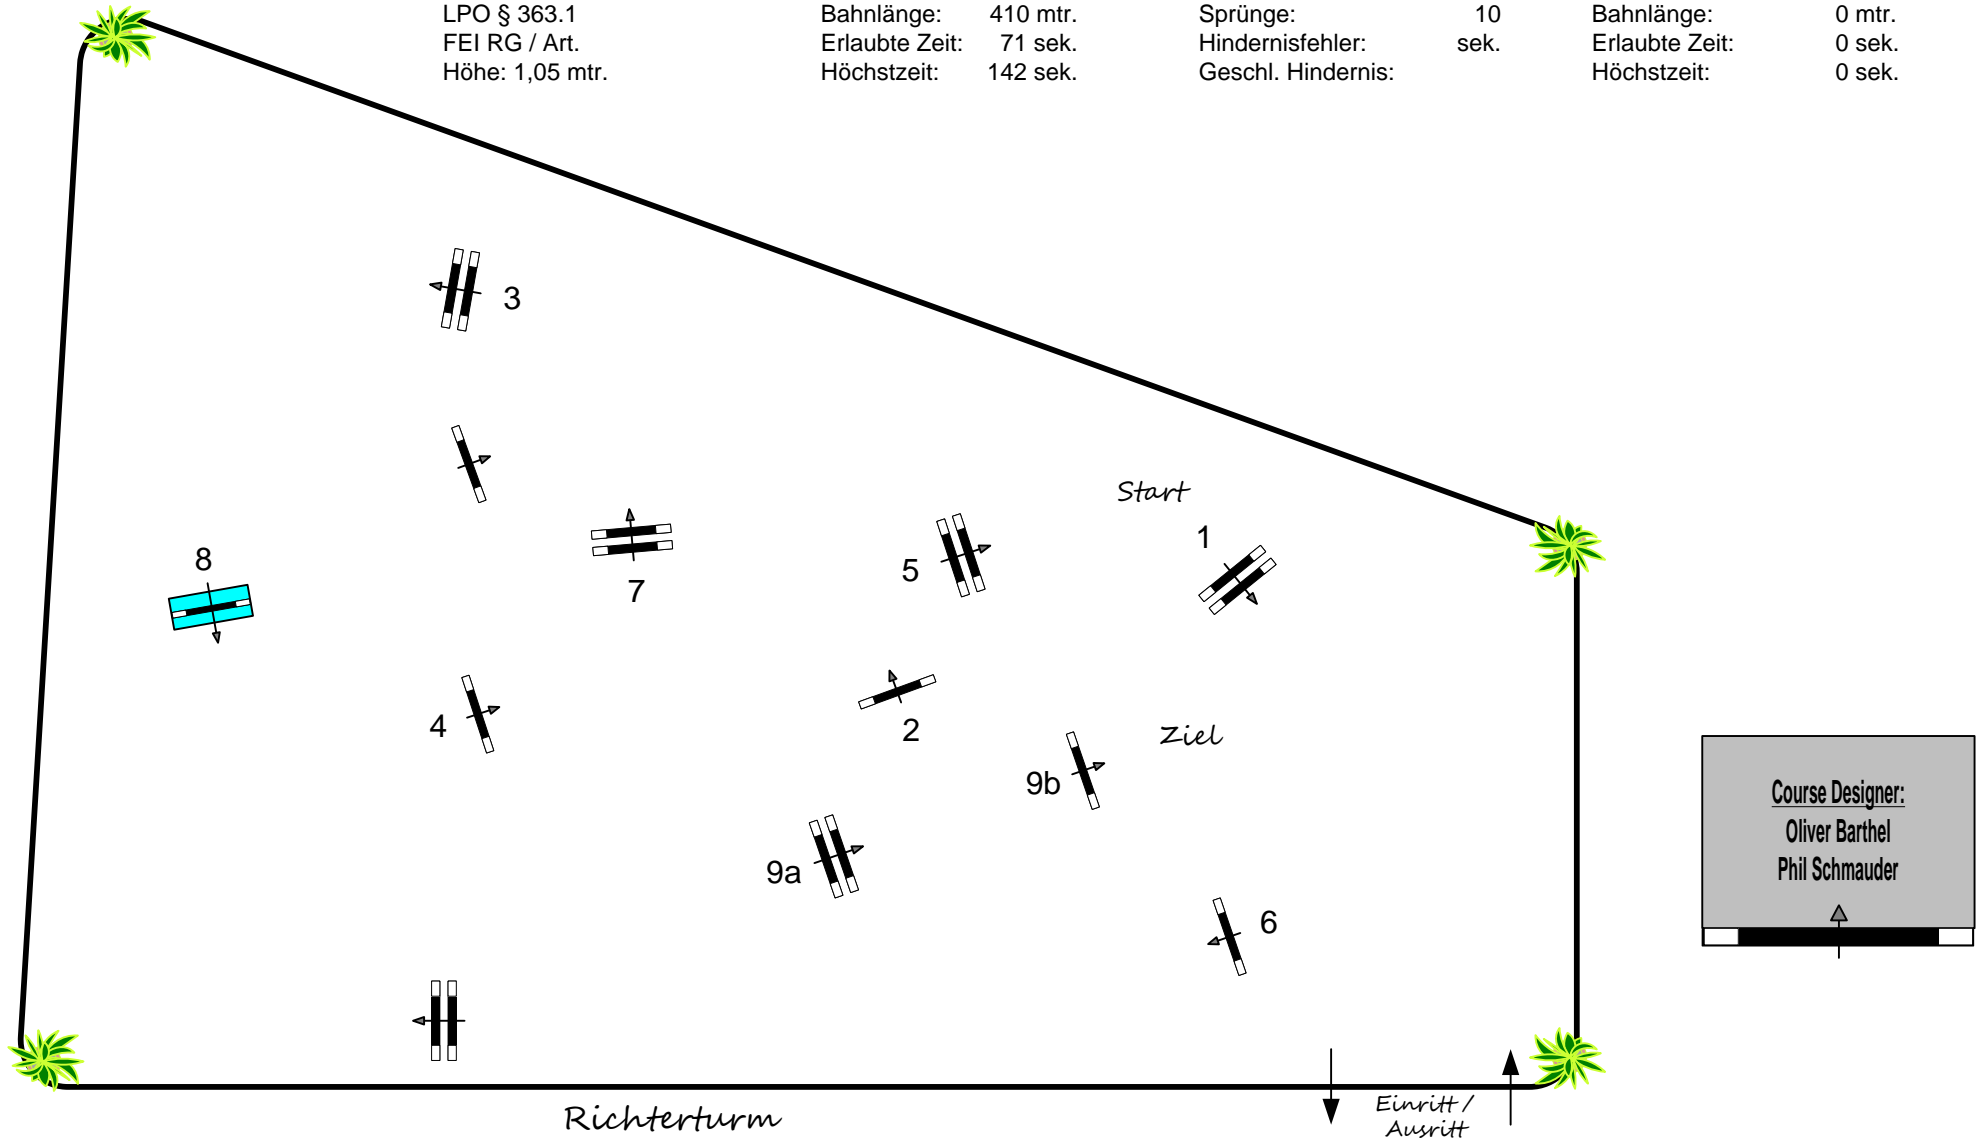 LPO § 363.1 Bahnlänge: 410 mtr. Sprünge: 10 Bahnlänge: 0 mtr.
FEI RG / Art. Erlaubte Zeit: 71 sek. Hindernisfehler: sek. Erlaubte Zeit: 0 sek.
Höhe: 1,05 mtr. Höchstzeit: 142 sek. Geschl. Hindernis: Höchstzeit: 0 sek.
3
Start
1
8
5
7
4
2
Ziel
9b
9a
6
Course Designer:
Oliver Barthel
Phil Schmauder
Richterturm
Einritt /
Ausritt